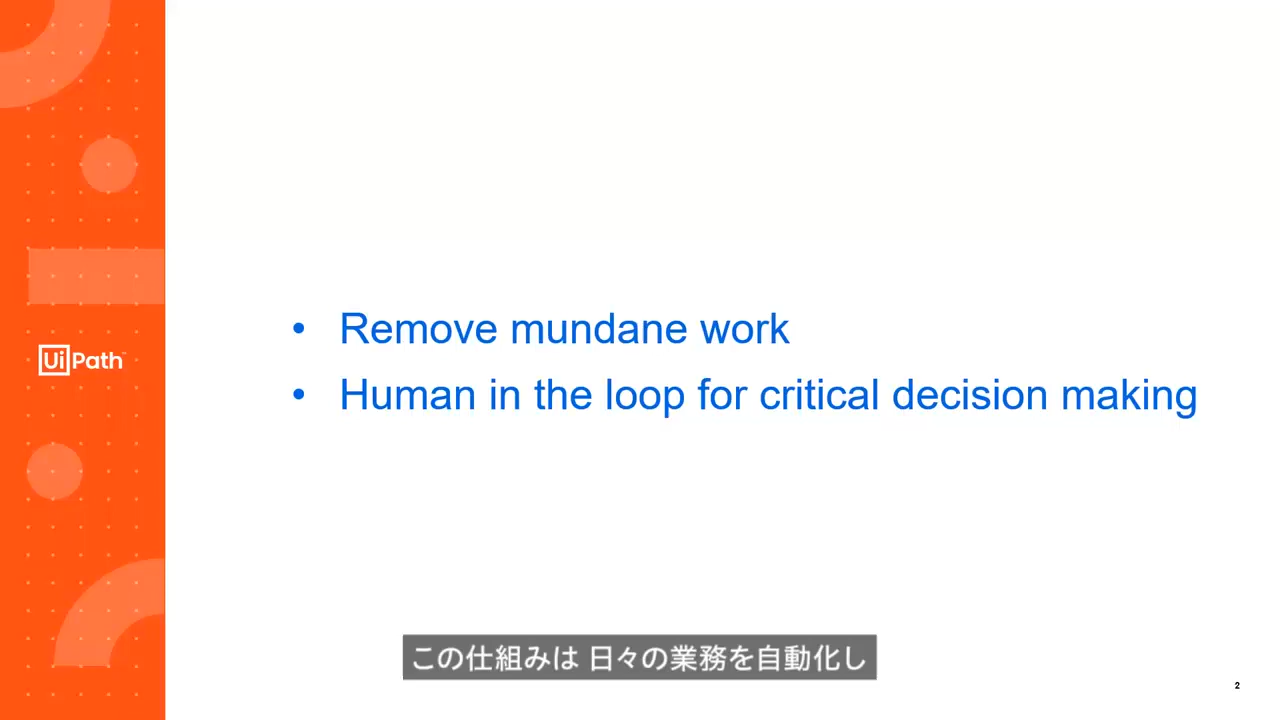 UiPath™
• Remove mundane work
• Human in the loop for critical decision making
この仕組みは 日々の業務を自動化し
2